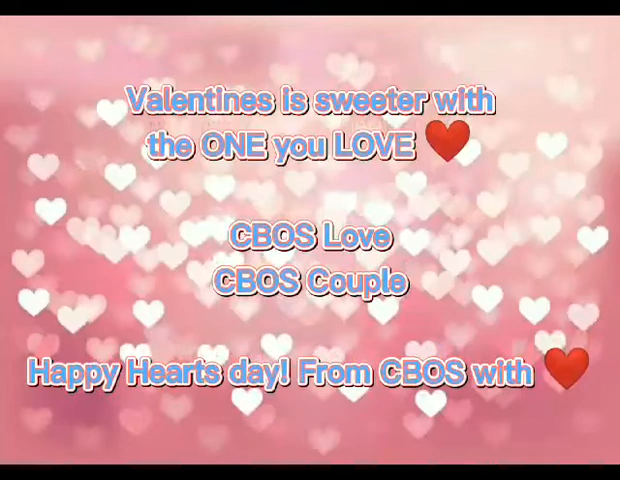 Valentines is sweeter with
the ONE you LOVE ❤️
CBOS Love
CBOS Couple
Happy Hearts day! From CBOS with ❤️